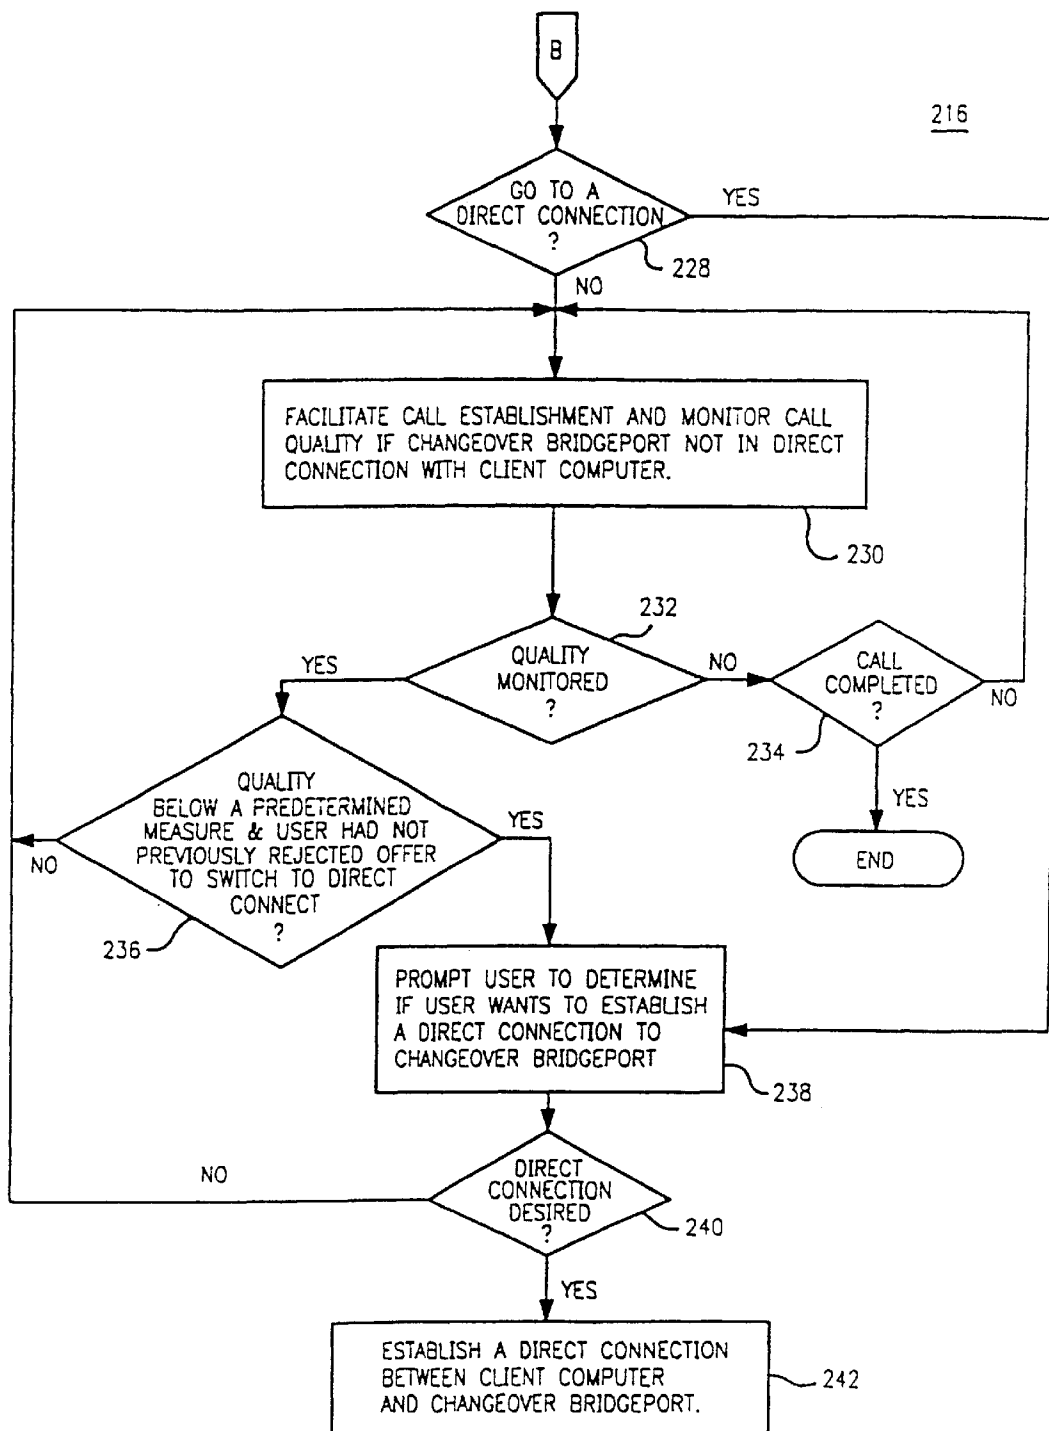 B
216
GO TO A
DIRECT CONNECTION
?
YES
228
NO
FACILITATE CALL ESTABLISHMENT AND MONITOR CALL
QUALITY IF CHANGEOVER BRIDGEPORT NOT IN DIRECT
CONNECTION WITH CLIENT COMPUTER.
230
232
QUALITY
MONITORED
?
YES
NO
CALL
COMPLETED
?
NO
234
YES
END
QUALITY
BELOW A PREDETERMINED
MEASURE & USER HAD NOT
PREVIOUSLY REJECTED OFFER
TO SWITCH TO DIRECT
CONNECT
?
YES
NO
236
PROMPT USER TO DETERMINE
IF USER WANTS TO ESTABLISH
A DIRECT CONNECTION TO
CHANGEOVER BRIDGEPORT
238
DIRECT
CONNECTION
DESIRED
?
NO
240
YES
ESTABLISH A DIRECT CONNECTION
BETWEEN CLIENT COMPUTER
AND CHANGEOVER BRIDGEPORT.
242